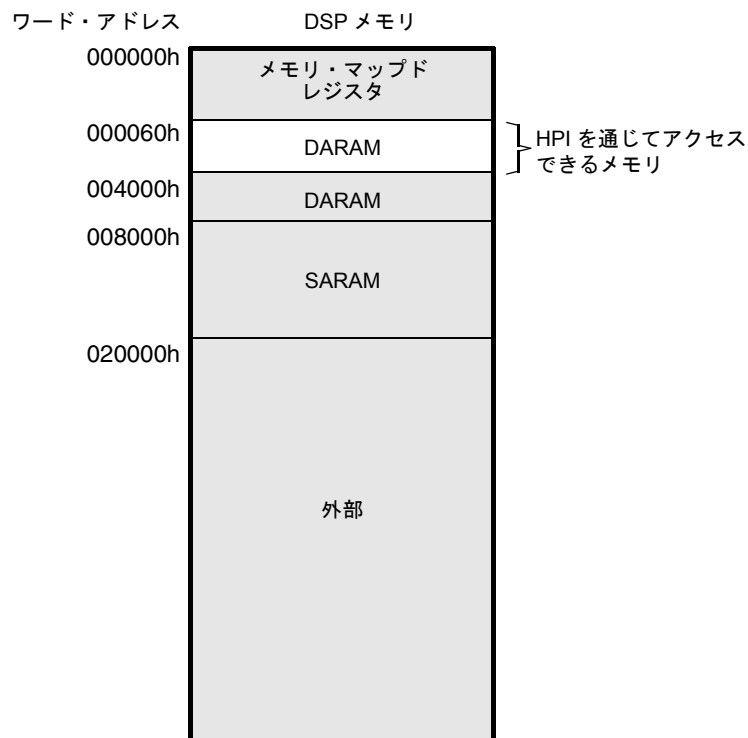 ワード・アドレス DSP メモリ
000000h
メモリ・マップド
レジスタ
000060h
DARAM
HPI を通じてアクセス
できるメモリ
004000h
DARAM
008000h
SARAM
020000h
外部